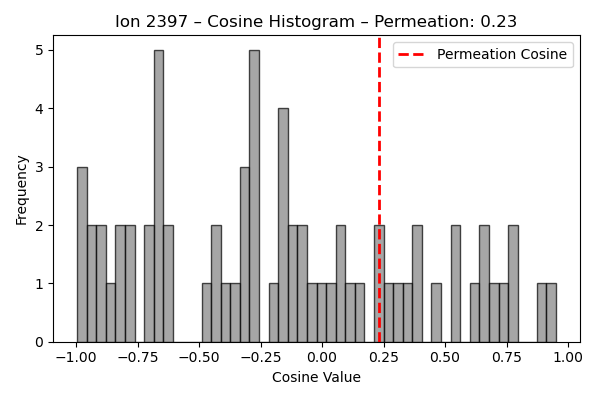 Ion 2397 – Cosine Histogram – Permeation: 0.23
Permeation Cosine
Frequency
5
4
3
2
1
0
−1.00 −0.75 −0.50 −0.25 0.00 0.25 0.50 0.75 1.00
Cosine Value